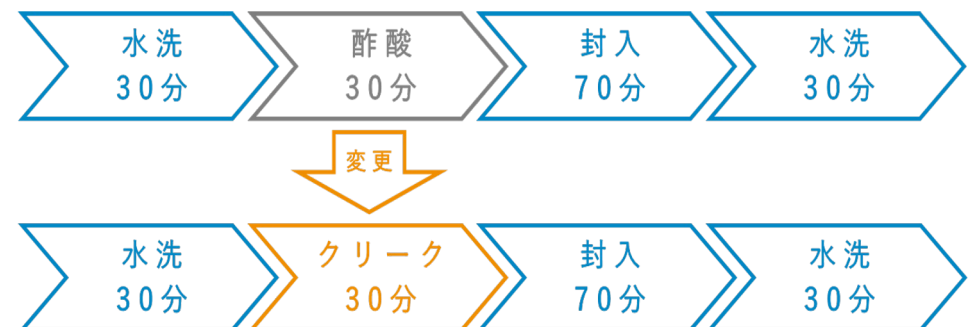 水洗 酢酸 封入 水洗
30分 30分 70分 30分
変更
水洗 クリーク 封入 水洗
30分 30分 70分 30分